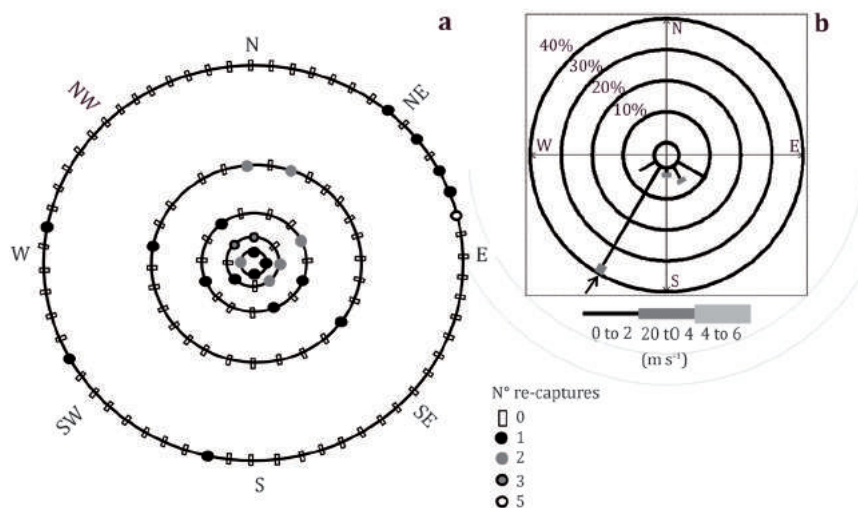 a
N
NW
NE
W
E
SW
SE
S
b
N
40%
30%
20%
10%
W
E
S
0 to 2 20 t0 4 4 to 6
(m s⁻¹)
N° re-captures
0
1
2
3
5